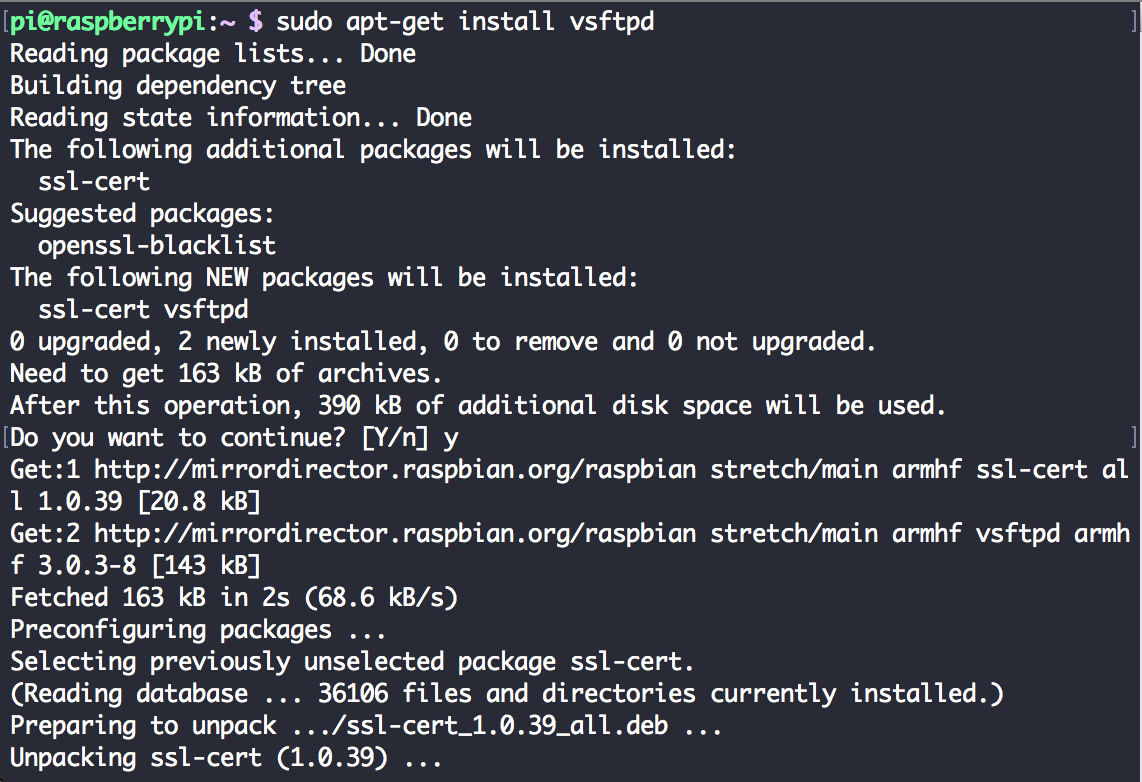 [pi@raspberrypi:~ $ sudo apt-get install vsftpd ]
Reading package lists... Done
Building dependency tree
Reading state information... Done
The following additional packages will be installed:
  ssl-cert
Suggested packages:
  openssl-blacklist
The following NEW packages will be installed:
  ssl-cert vsftpd
0 upgraded, 2 newly installed, 0 to remove and 0 not upgraded.
Need to get 163 kB of archives.
After this operation, 390 kB of additional disk space will be used.
[Do you want to continue? [Y/n] y ]
Get:1 http://mirrordirector.raspbian.org/raspbian stretch/main armhf ssl-cert al
l 1.0.39 [20.8 kB]
Get:2 http://mirrordirector.raspbian.org/raspbian stretch/main armhf vsftpd armh
f 3.0.3-8 [143 kB]
Fetched 163 kB in 2s (68.6 kB/s)
Preconfiguring packages ...
Selecting previously unselected package ssl-cert.
(Reading database ... 36106 files and directories currently installed.)
Preparing to unpack .../ssl-cert_1.0.39_all.deb ...
Unpacking ssl-cert (1.0.39) ...